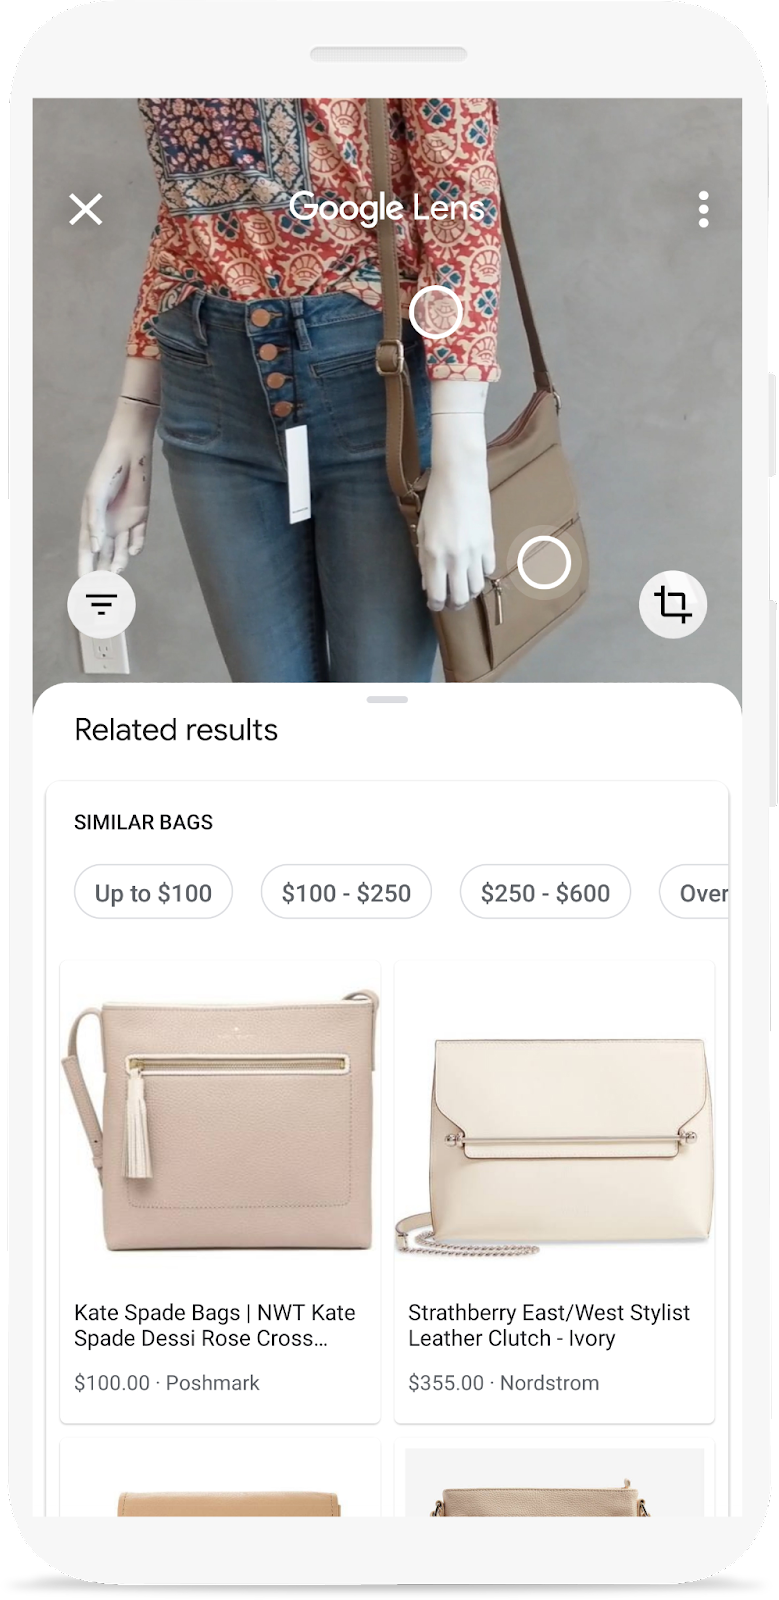 Google Lens
Related results
SIMILAR BAGS
Up to $100
$100 - $250
$250 - $600
Over
Kate Spade Bags | NWT Kate
Spade Dessi Rose Cross...
$100.00 · Poshmark
Strathberry East/West Stylist
Leather Clutch - Ivory
$355.00 · Nordstrom